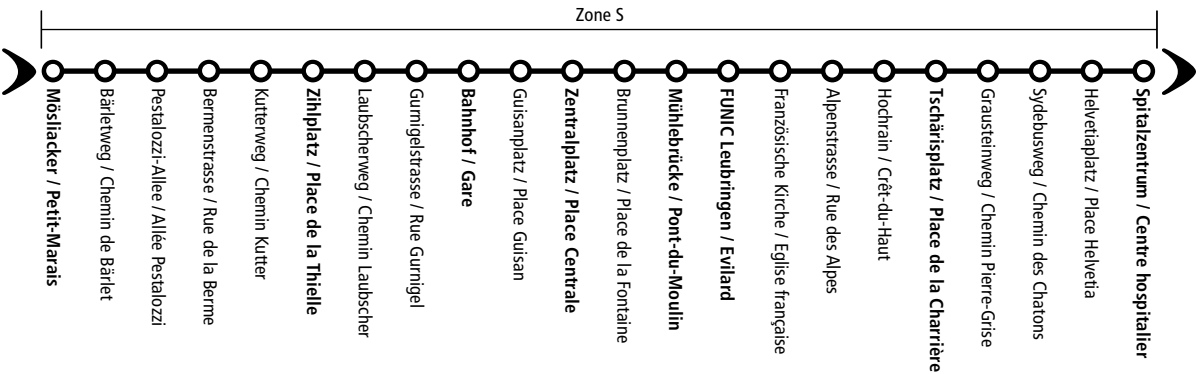 Zone S
Mösliacker / Petit-Marais
Bärletweg / Chemin de Bärlet
Pestalozzi-Allee / Allée Pestalozzi
Bermenstrasse / Rue de la Berme
Kutterweg / Chemin Kutter
Zihlplatz / Place de la Thielle
Laubscherweg / Chemin Laubscher
Gurnigelstrasse / Rue Gurnigel
Bahnhof / Gare
Guisanplatz / Place Guisan
Zentralplatz / Place Centrale
Brunnenplatz / Place de la Fontaine
Mühlebrücke / Pont-du-Moulin
FUNIC Leubringen / Evilard
Französische Kirche / Eglise française
Alpenstrasse / Rue des Alpes
Hochrain / Crêt-du-Haut
Tschärisplatz / Place de la Charrière
Grausteinweg / Chemin Pierre-Grise
Sydebusweg / Chemin des Chatons
Helvetiaplatz / Place Helvetia
Spitalzentrum / Centre hospitalier